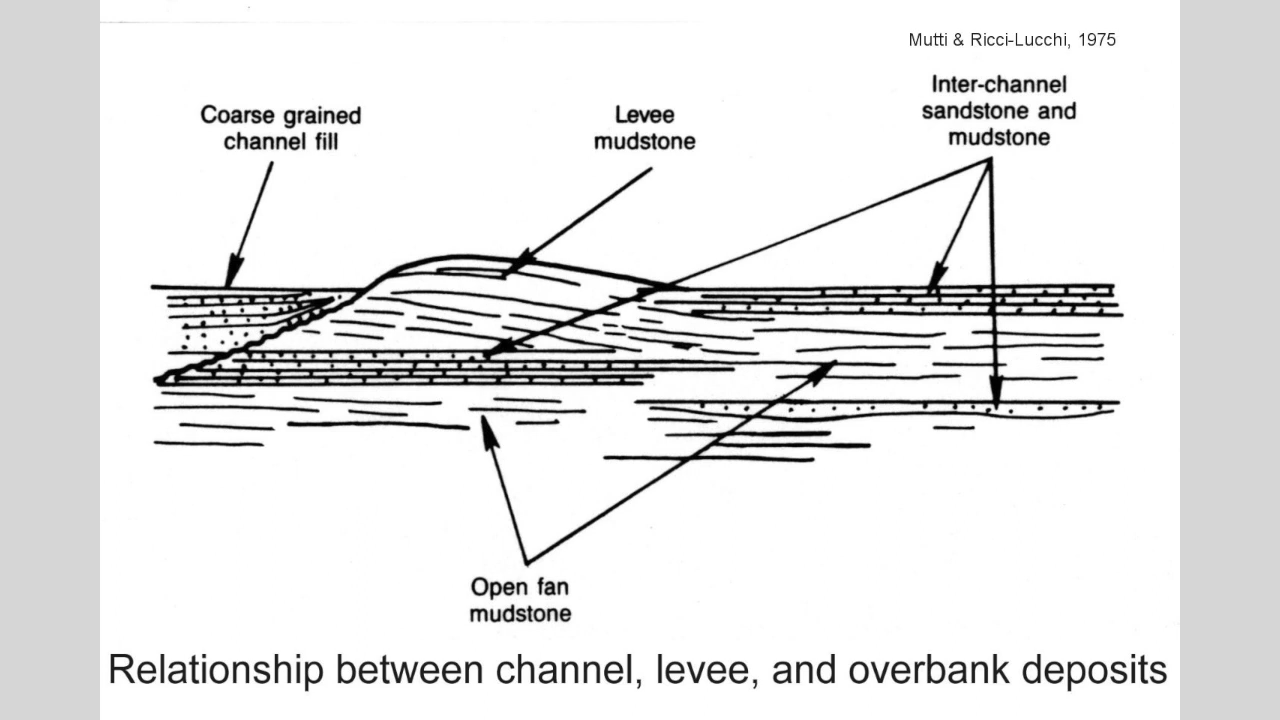 Mutti & Ricci-Lucchi, 1975
Coarse grained
channel fill
Levee
mudstone
Inter-channel
sandstone and
mudstone
Open fan
mudstone
Relationship between channel, levee, and overbank deposits